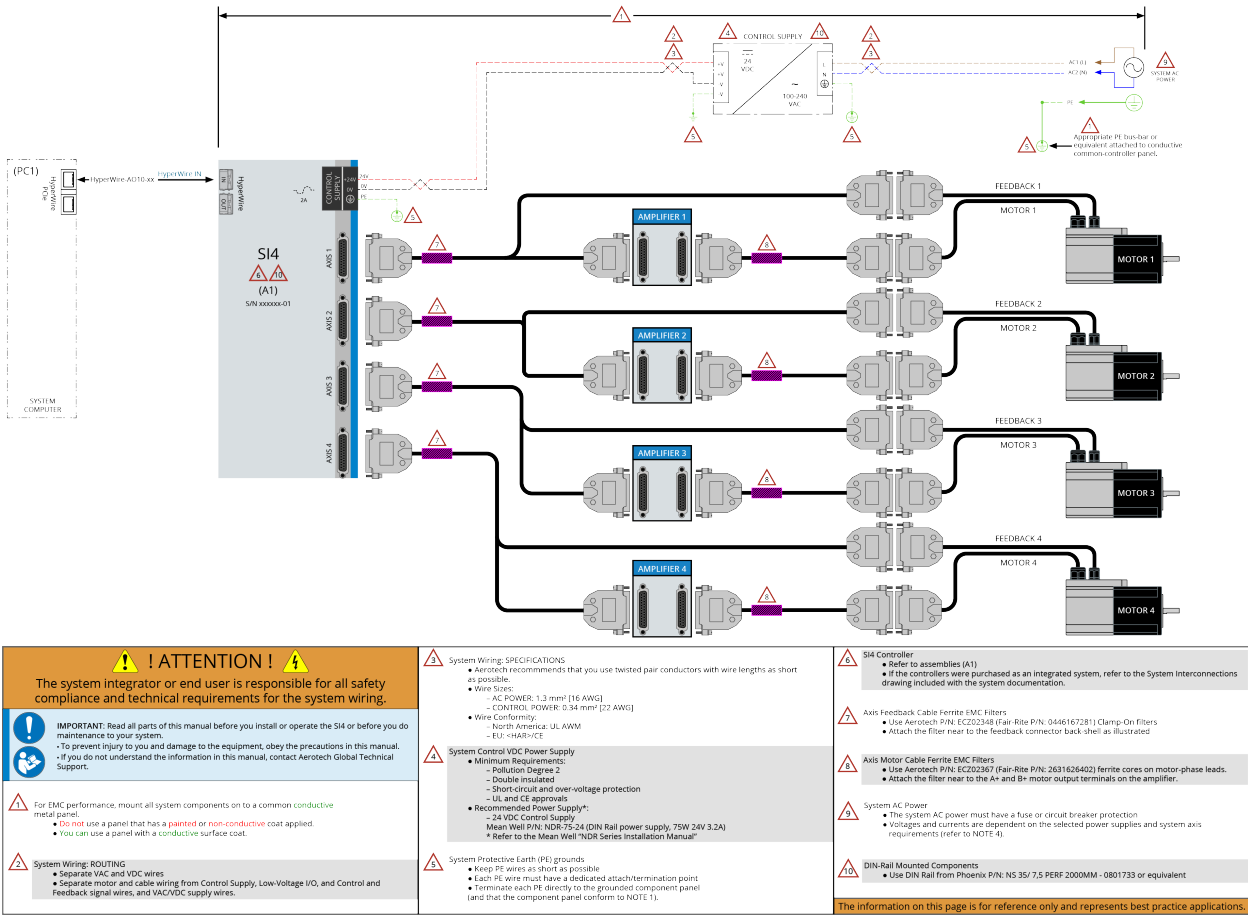 1
2
3
4
CONTROL SUPPLY
10
2
3
24
VDC
+V
+V
-V
-V
L
N
~
100-240
VAC
AC1 (L)
AC2 (N)
9
SYSTEM AC
POWER
PE
1
5
5
5
Appropriate PE bus-bar or
equivalent attached to conductive
common-controller panel.
(PC1)
HyperWire
PCIe
HyperWire-AO10-xx
HyperWire IN
SYSTEM
COMPUTER
IN
OUT
HyperWire
2A
CONTROL
SUPPLY
+24V
0V
24V
0V
PE
5
SI4
6
10
(A1)
S/N xxxxxx-01
AXIS 1
AXIS 2
AXIS 3
AXIS 4
7
7
7
7
AMPLIFIER 1
8
FEEDBACK 1
MOTOR 1
MOTOR 1
AMPLIFIER 2
8
FEEDBACK 2
MOTOR 2
MOTOR 2
AMPLIFIER 3
8
FEEDBACK 3
MOTOR 3
MOTOR 3
AMPLIFIER 4
8
FEEDBACK 4
MOTOR 4
MOTOR 4
! ATTENTION !
The system integrator or end user is responsible for all safety
compliance and technical requirements for the system wiring.
IMPORTANT: Read all parts of this manual before you install or operate the SI4 or before you do
maintenance to your system.
• To prevent injury to you and damage to the equipment, obey the precautions in this manual.
• If you do not understand the information in this manual, contact Aerotech Global Technical
Support.
1
For EMC performance, mount all system components on to a common conductive
metal panel.
● Do not use a panel that has a painted or non-conductive coat applied.
● You can use a panel with a conductive surface coat.
2
System Wiring: ROUTING
● Separate VAC and VDC wires
● Separate motor and cable wiring from Control Supply, Low-Voltage I/O, and Control and
Feedback signal wires, and VAC/VDC supply wires.
3
System Wiring: SPECIFICATIONS
● Aerotech recommmends that you use twisted pair conductors with wire lengths as short
as possible.
● Wire Sizes:
– AC POWER: 1.3 mm² [16 AWG]
– CONTROL POWER: 0.34 mm² [22 AWG]
● Wire Conformity:
– North America: UL AWM
– EU: <HAR>/CE
4
System Control VDC Power Supply
● Minimum Requirements:
– Pollution Degree 2
– Double insulated
– Short-circuit and over-voltage protection
– UL and CE approvals
● Recommended Power Supply*:
– 24 VDC Control Supply
Mean Well P/N: NDR-75-24 (DIN Rail power supply, 75W 24V 3.2A)
* Refer to the Mean Well "NDR Series Installation Manual"
5
System Protective Earth (PE) grounds
● Keep PE wires as short as possible
● Each PE wire must have a dedicated attach/termination point
● Terminate each PE directly to the grounded component panel
(and that the component panel conform to NOTE 1).
6
SI4 Controller
● Refer to assemblies (A1)
● If the controllers were purchased as an integrated system, refer to the System Interconnections
drawing included with the system documentation.
7
Axis Feedback Cable Ferrite EMC Filters
● Use Aerotech P/N: ECZ02348 (Fair-Rite P/N: 0446167281) Clamp-On filters
● Attach the filter near to the feedback connector back-shell as illustrated
8
Axis Motor Cable Ferrite EMC Filters
● Use Aerotech P/N: ECZ02367 (Fair-Rite P/N: 2631626402) ferrite cores on motor-phase leads.
● Attach the filter near to the A+ and B+ motor output terminals on the amplifier.
9
System AC Power
● The system AC power must have a fuse or circuit breaker protection
● Voltages and currents are dependent on the selected power supplies and system axis
requirements (refer to NOTE 4).
10
DIN-Rail Mounted Components
● Use DIN Rail from Phoenix P/N: NS 35/ 7,5 PERF 2000MM - 0801733 or equivalent
The information on this page is for reference only and represents best practice applications.